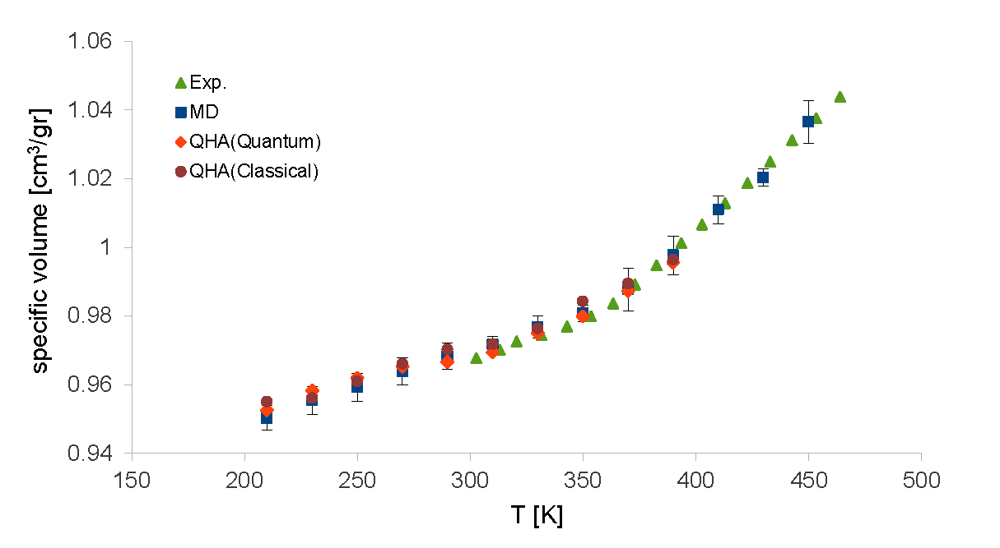 1.06
1.04
1.02
1
0.98
0.96
0.94
specific volume [cm³/gr]
Exp.
MD
QHA(Quantum)
QHA(Classical)
150 200 250 300 350 400 450 500
T [K]